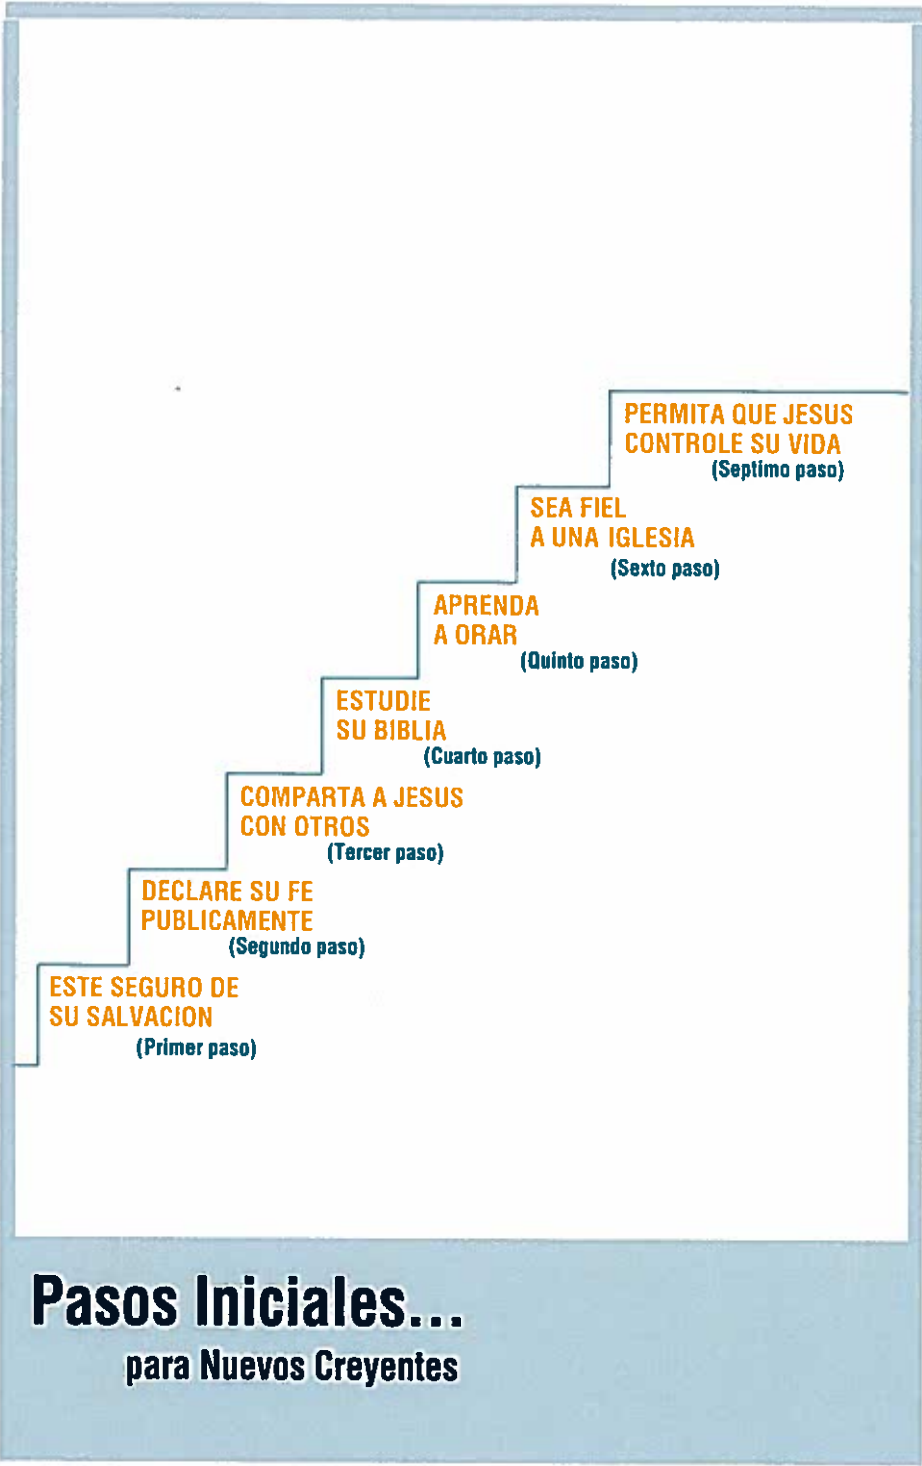 PERMITA QUE JESUS
CONTROLE SU VIDA
(Septimo paso)
SEA FIEL
A UNA IGLESIA
(Sexto paso)
APRENDA
A ORAR
(Quinto paso)
ESTUDIE
SU BIBLIA
(Cuarto paso)
COMPARTA A JESUS
CON OTROS
(Tercer paso)
DECLARE SU FE
PUBLICAMENTE
(Segundo paso)
ESTE SEGURO DE
SU SALVACION
(Primer paso)
Pasos Iniciales...
para Nuevos Creyentes